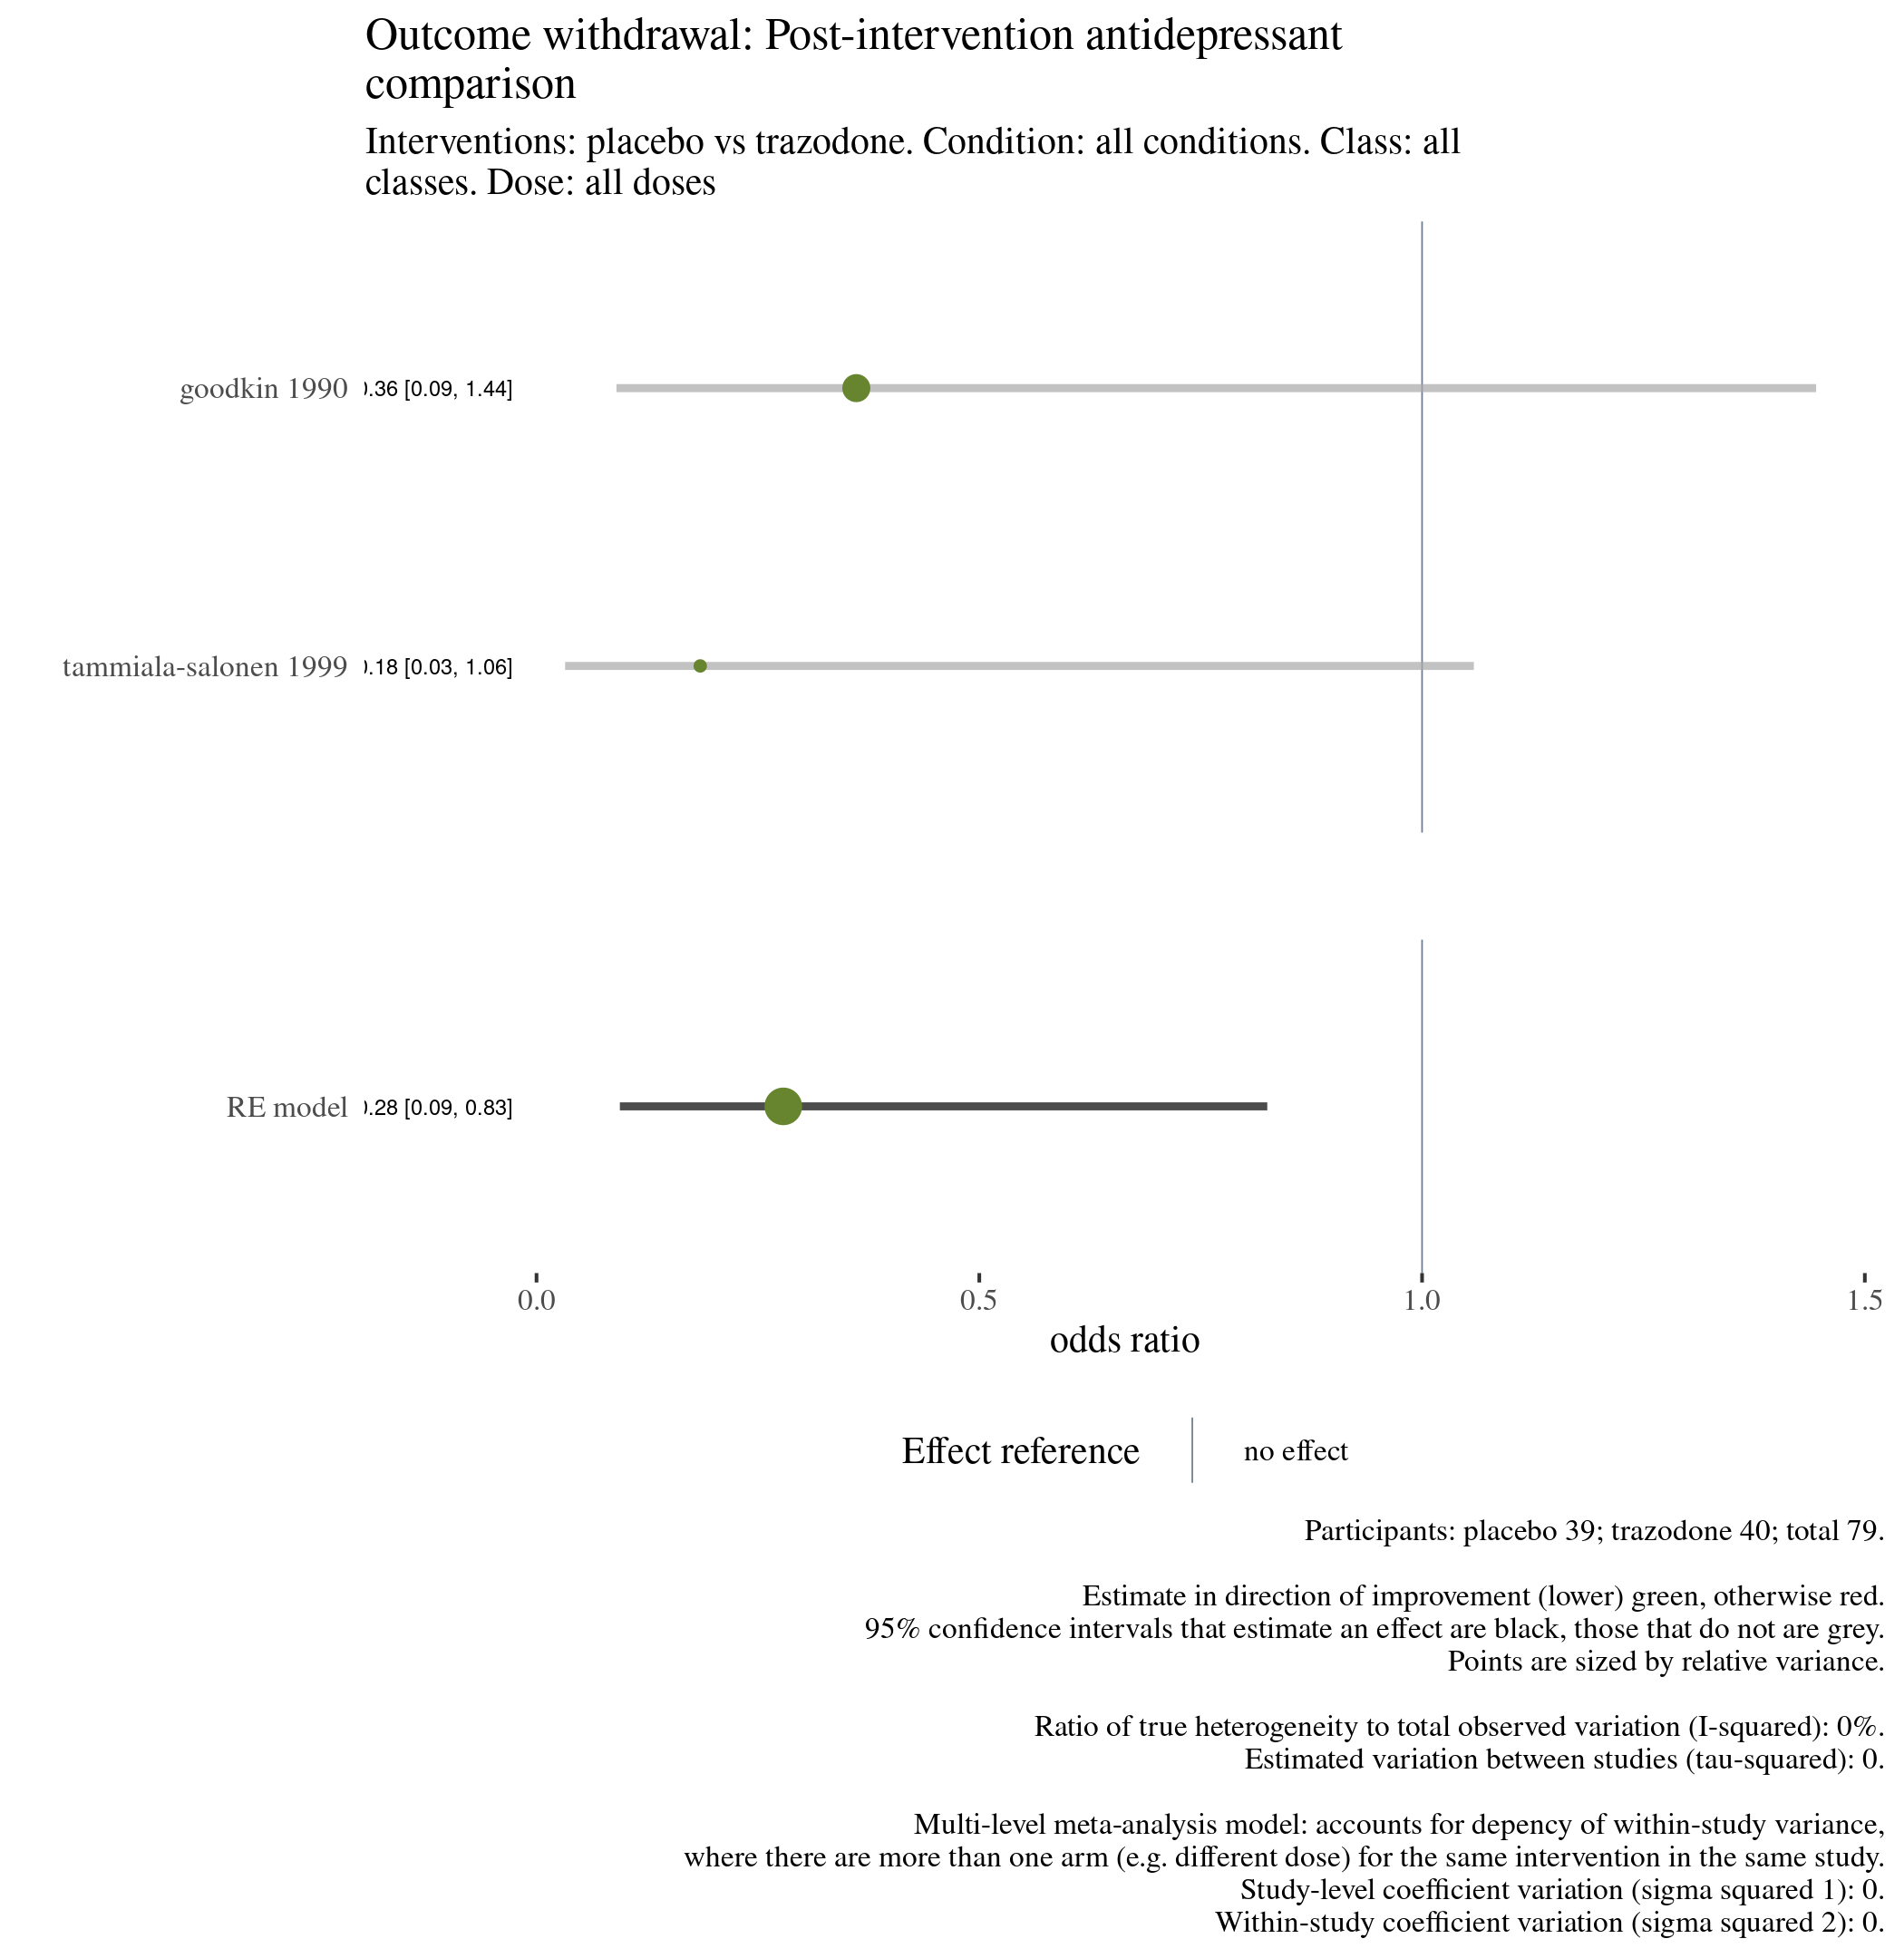 Outcome withdrawal: Post-intervention antidepressant
comparison
Interventions: placebo vs trazodone. Condition: all conditions. Class: all
classes. Dose: all doses
goodkin 1990 0.36 [0.09, 1.44]
tammiala-salonen 1999 0.18 [0.03, 1.06]
RE model 0.28 [0.09, 0.83]
0.0 0.5 1.0 1.5
odds ratio
Effect reference no effect
Participants: placebo 39; trazodone 40; total 79.
Estimate in direction of improvement (lower) green, otherwise red.
95% confidence intervals that estimate an effect are black, those that do not are grey.
Points are sized by relative variance.
Ratio of true heterogeneity to total observed variation (I-squared): 0%.
Estimated variation between studies (tau-squared): 0.
Multi-level meta-analysis model: accounts for depency of within-study variance,
where there are more than one arm (e.g. different dose) for the same intervention in the same study.
Study-level coefficient variation (sigma squared 1): 0.
Within-study coefficient variation (sigma squared 2): 0.